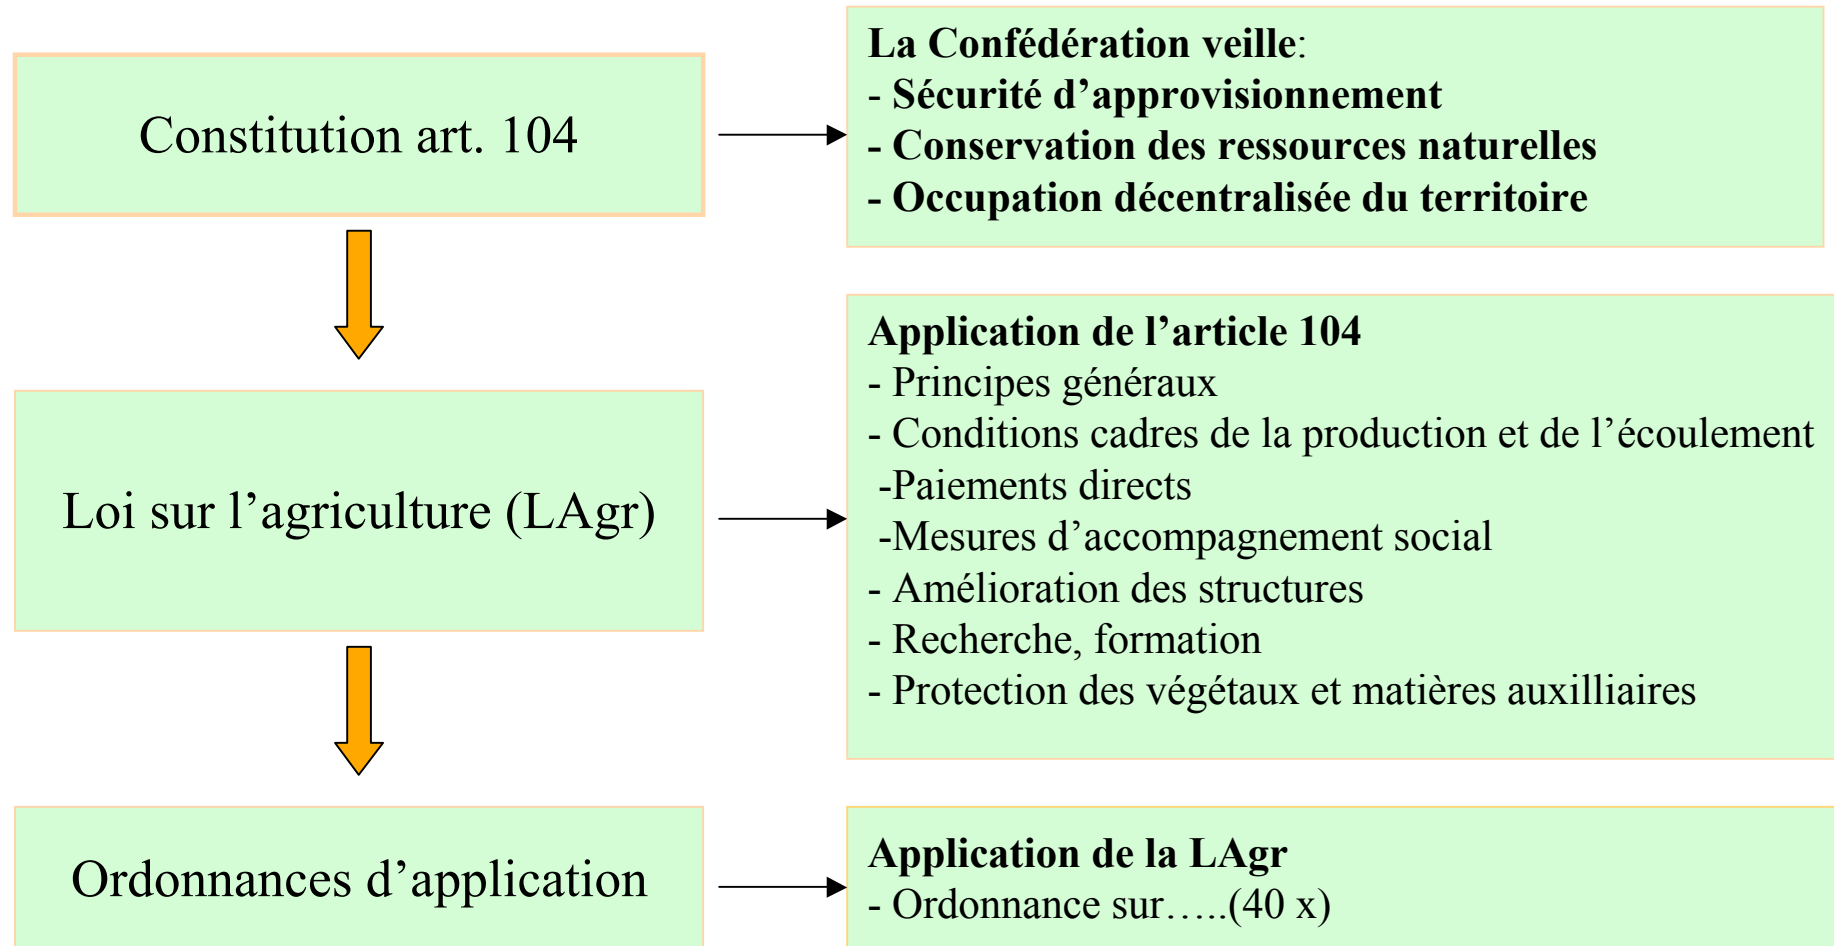 Constitution art. 104
La Confédération veille:
- Sécurité d’approvisionnement
- Conservation des ressources naturelles
- Occupation décentralisée du territoire
Loi sur l’agriculture (LAgr)
Application de l’article 104
- Principes généraux
- Conditions cadres de la production et de l’écoulement
-Paiements directs
-Mesures d’accompagnement social
- Amélioration des structures
- Recherche, formation
- Protection des végétaux et matières auxilliaires
Ordonnances d’application
Application de la LAgr
- Ordonnance sur…..(40 x)